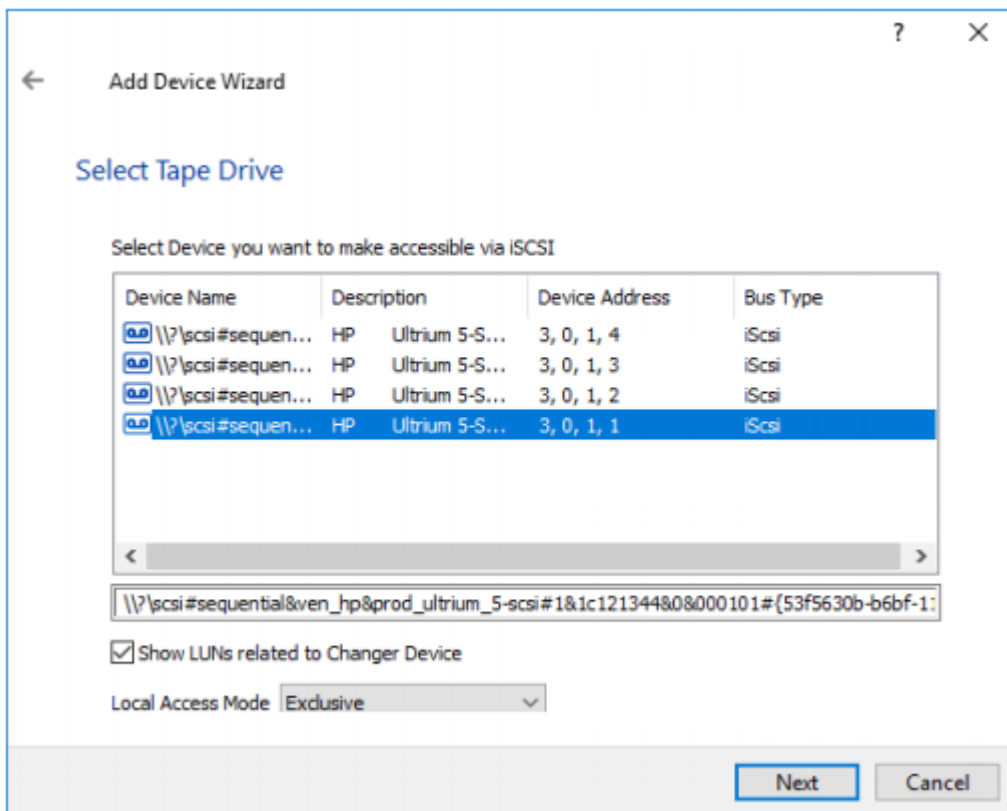 ?
Add Device Wizard
Select Tape Drive
Select Device you want to make accessible via iSCSI
Device Name Description Device Address Bus Type
\\?\scsi#sequen... HP Ultrium 5-S... 3, 0, 1, 4 iScsi
\\?\scsi#sequen... HP Ultrium 5-S... 3, 0, 1, 3 iScsi
\\?\scsi#sequen... HP Ultrium 5-S... 3, 0, 1, 2 iScsi
\\?\scsi#sequen... HP Ultrium 5-S... 3, 0, 1, 1 iScsi
\\?\scsi#sequential&ven_hp&prod_ultrium_5-scsi#1&1c121344&0&000101#{53f5630b-b6bf-11
Show LUNs related to Changer Device
Local Access Mode Exclusive
Next Cancel